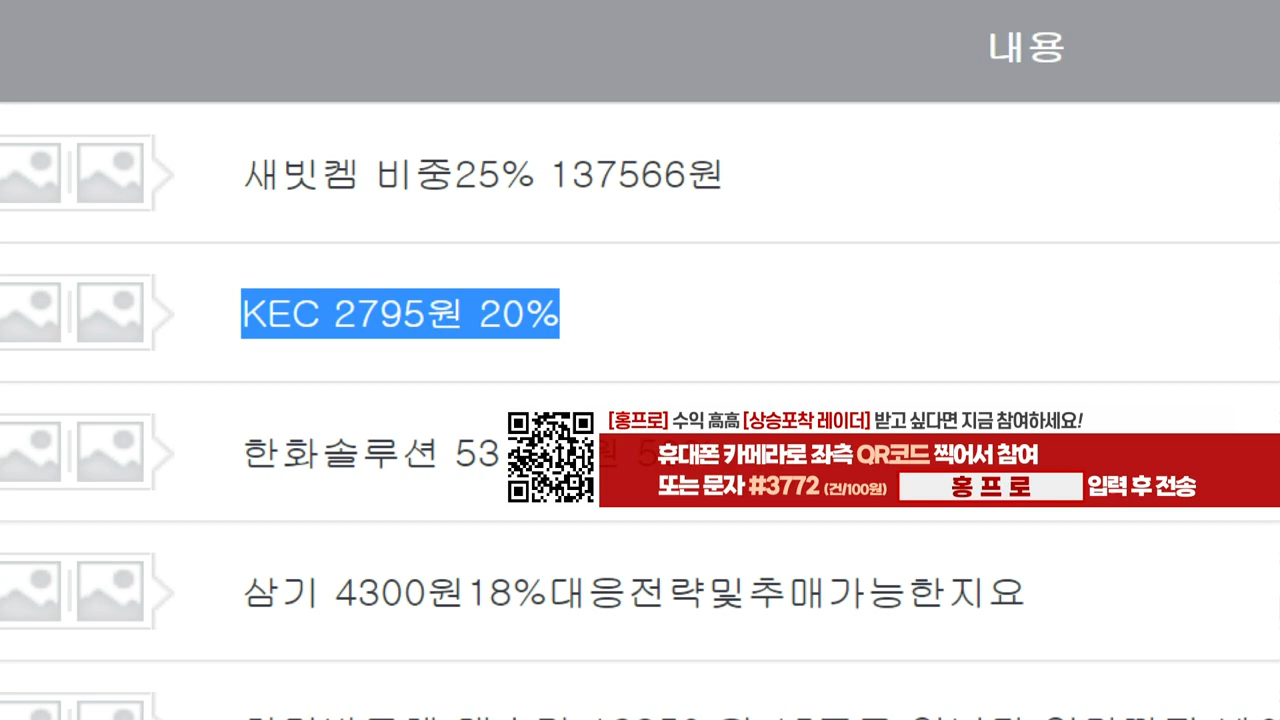 내용
새빗켐 비중25% 137566원
KEC 2795원 20%
한화솔루션 53
[홍프로] 수익 高高 [상승포착 레이더] 받고 싶다면 지금 참여하세요!
휴대폰 카메라로 좌측 QR코드 찍어서 참여
또는 문자 #3772 (건/100원) 홍 프 로 입력 후 전송
삼기 4300원18%대응전략및추매가능한지요